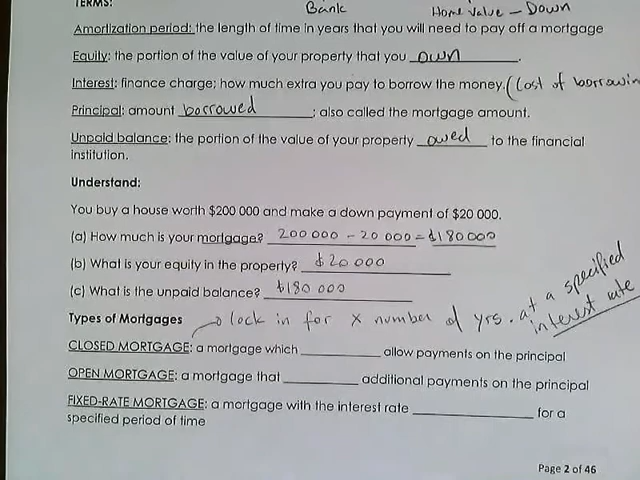 TERMS:
Bank Home Value - Down
Amortization period: the length of time in years that you will need to pay off a mortgage
Equity: the portion of the value of your property that you own.
Interest: finance charge; how much extra you pay to borrow the money. (Cost of borrowin
Principal: amount borrowed; also called the mortgage amount.
Unpaid balance: the portion of the value of your property owed to the financial
institution.
Understand:
You buy a house worth $200 000 and make a down payment of $20 000.
(a) How much is your mortgage? 200 000 - 20 000 = $180 000
(b) What is your equity in the property? $20 000
(c) What is the unpaid balance? $180 000
Types of Mortgages
lock in for x number of yrs. at a specified
interest rate
CLOSED MORTGAGE: a mortgage which ____________ allow payments on the principal
OPEN MORTGAGE: a mortgage that ___________ additional payments on the principal
FIXED-RATE MORTGAGE: a mortgage with the interest rate __________________ for a
specified period of time
Page 2 of 46